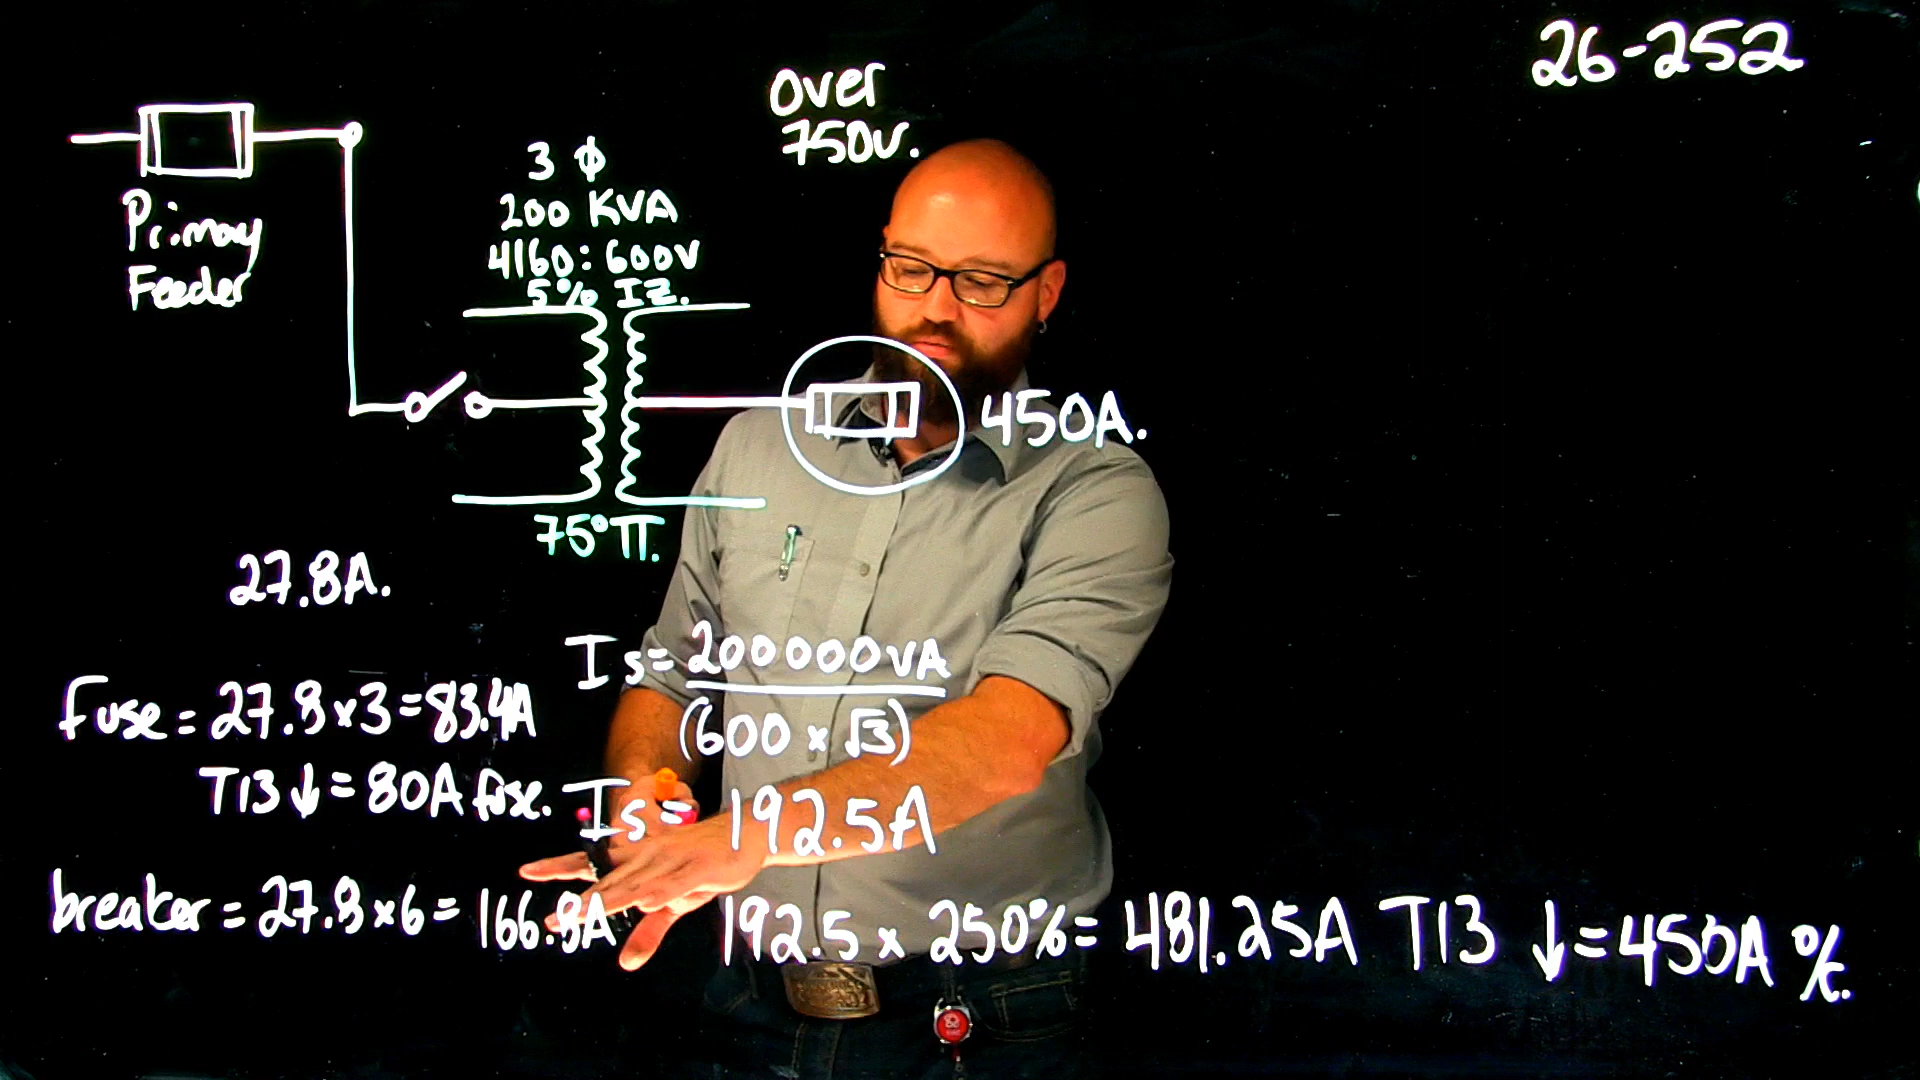 26-252
Over
750v.
Primary
Feeder
3 ϕ
200 KVA
4160:600V
5% IZ.
450A.
75°TT.
27.8A.
Is=200000VA
(600 x √3)
Fuse=27.8x3=83.4A
T13↓=80A fuse.
Is= 192.5A
breaker=27.8x6=166.8A
192.5 x 250%=481.25A T13 ↓=450A %.